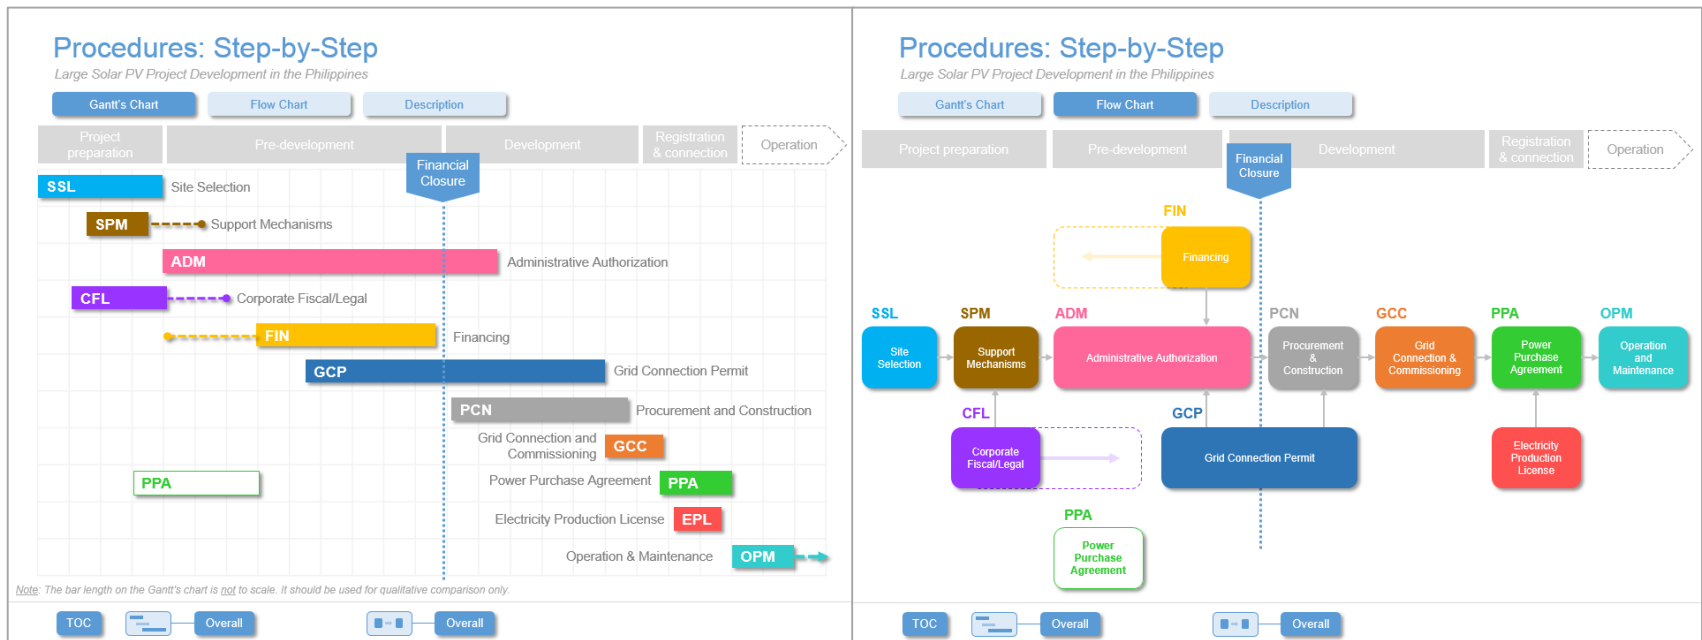 Procedures: Step-by-Step
Large Solar PV Project Development in the Philippines
Gantt's Chart
Flow Chart
Description
Project
preparation
Pre-development
Development
Registration
& connection
Operation
Financial
Closure
SSL
Site Selection
SPM
Support Mechanisms
ADM
Administrative Authorization
CFL
Corporate Fiscal/Legal
FIN
Financing
GCP
Grid Connection Permit
PCN
Procurement and Construction
Grid Connection and
Commissioning
GCC
PPA
Power Purchase Agreement
PPA
Electricity Production License
EPL
Operation & Maintenance
OPM
Note: The bar length on the Gantt's chart is not to scale. It should be used for qualitative comparison only.
TOC
Overall
Overall
Procedures: Step-by-Step
Large Solar PV Project Development in the Philippines
Gantt's Chart
Flow Chart
Description
Project preparation
Pre-development
Development
Registration
& connection
Operation
Financial
Closure
FIN
Financing
SSL
Site
Selection
SPM
Support
Mechanisms
ADM
Administrative Authorization
PCN
Procurement
&
Construction
GCC
Grid
Connection &
Commissioning
PPA
Power
Purchase
Agreement
OPM
Operation
and
Maintenance
CFL
Corporate
Fiscal/Legal
GCP
Grid Connection Permit
Electricity
Production
License
PPA
Power
Purchase
Agreement
TOC
Overall
Overall